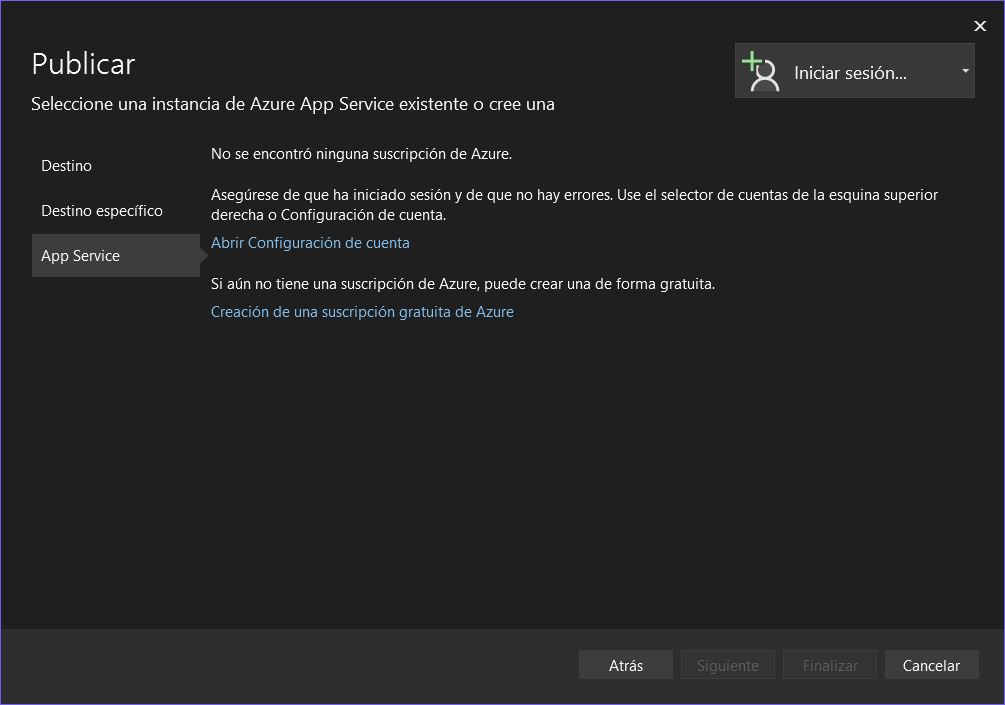 Publicar
Iniciar sesión...
Seleccione una instancia de Azure App Service existente o cree una
Destino
Destino específico
App Service
No se encontró ninguna suscripción de Azure.
Asegúrese de que ha iniciado sesión y de que no hay errores. Use el selector de cuentas de la esquina superior
derecha o Configuración de cuenta.
Abrir Configuración de cuenta
Si aún no tiene una suscripción de Azure, puede crear una de forma gratuita.
Creación de una suscripción gratuita de Azure
Atrás
Siguiente
Finalizar
Cancelar